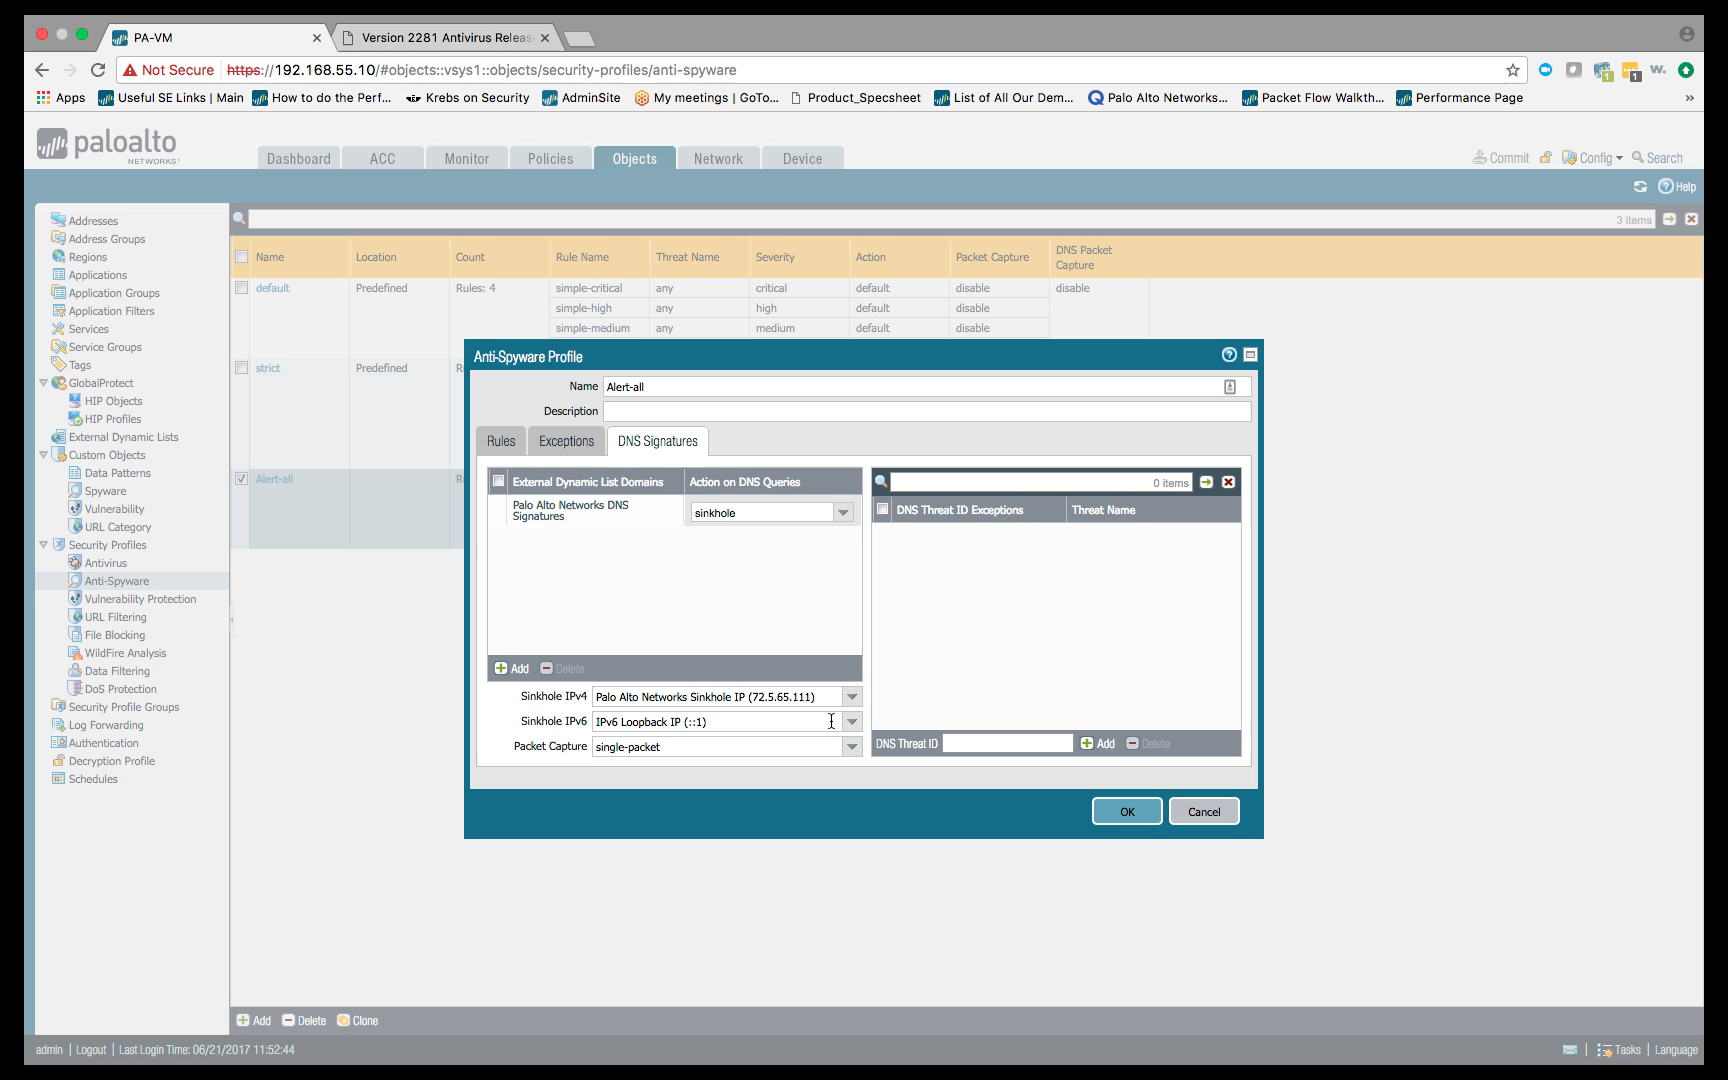 PA-VM
Version 2281 Antivirus Releas
Not Secure
https://192.168.55.10/#objects::vsys1::objects/security-profiles/anti-spyware
1
1
w.
Apps
Useful SE Links | Main
How to do the Perf...
Krebs on Security
AdminSite
My meetings | GoTo...
Product_Specsheet
List of All Our Dem...
Palo Alto Networks...
Packet Flow Walkth...
Performance Page
»
paloalto
NETWORKS
Dashboard
ACC
Monitor
Policies
Objects
Network
Device
Commit
Config
Search
Help
Addresses
Address Groups
Regions
Applications
Application Groups
Application Filters
Services
Service Groups
Tags
GlobalProtect
HIP Objects
HIP Profiles
External Dynamic Lists
Custom Objects
Data Patterns
Spyware
Vulnerability
URL Category
Security Profiles
Antivirus
Anti-Spyware
Vulnerability Protection
URL Filtering
File Blocking
WildFire Analysis
Data Filtering
DoS Protection
Security Profile Groups
Log Forwarding
Authentication
Decryption Profile
Schedules
3 items
Name
Location
Count
Rule Name
Threat Name
Severity
Action
Packet Capture
DNS Packet
Capture
default
Predefined
Rules: 4
simple-critical
any
critical
default
disable
disable
simple-high
any
high
default
disable
simple-medium
any
medium
default
disable
strict
Predefined
R
Alert-all
R
Anti-Spyware Profile
Name
Alert-all
Description
Rules
Exceptions
DNS Signatures
External Dynamic List Domains
Action on DNS Queries
Palo Alto Networks DNS
Signatures
sinkhole
Add
Delete
Sinkhole IPv4
Palo Alto Networks Sinkhole IP (72.5.65.111)
Sinkhole IPv6
IPv6 Loopback IP (::1)
Packet Capture
single-packet
0 items
DNS Threat ID Exceptions
Threat Name
DNS Threat ID
Add
Delete
OK
Cancel
Add
Delete
Clone
admin | Logout | Last Login Time: 06/21/2017 11:52:44
Tasks | Language